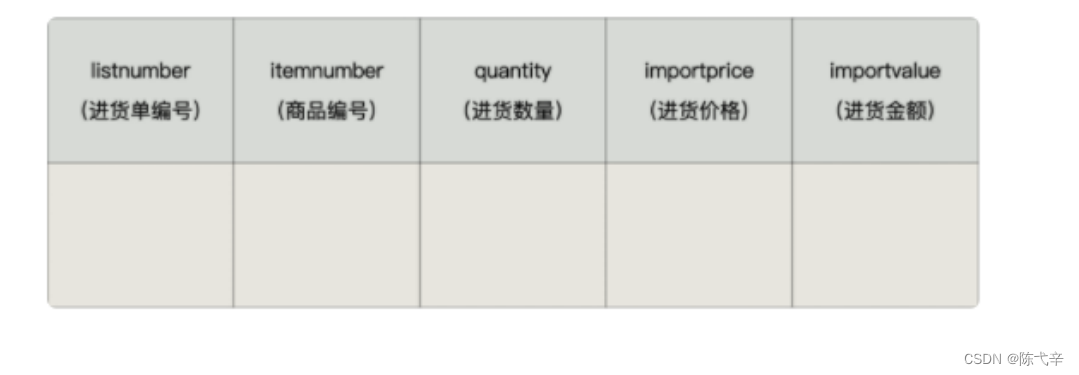 listnumber
(进货单编号)
itemnumber
(商品编号)
quantity
(进货数量)
importprice
(进货价格)
importvalue
(进货金额)
CSDN @陈弋辛